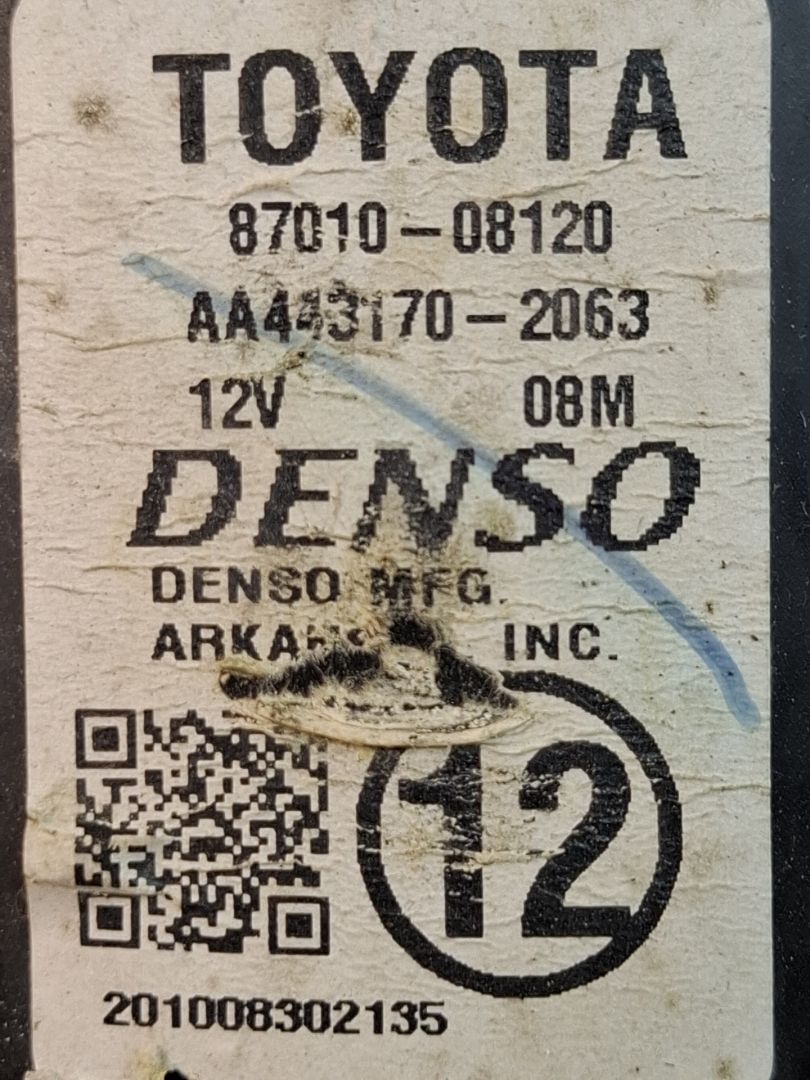 TOYOTA
87010-08120
AA443170-2063
12V 08M
DENSO
DENSO MFG.
INC.
12
201008302135